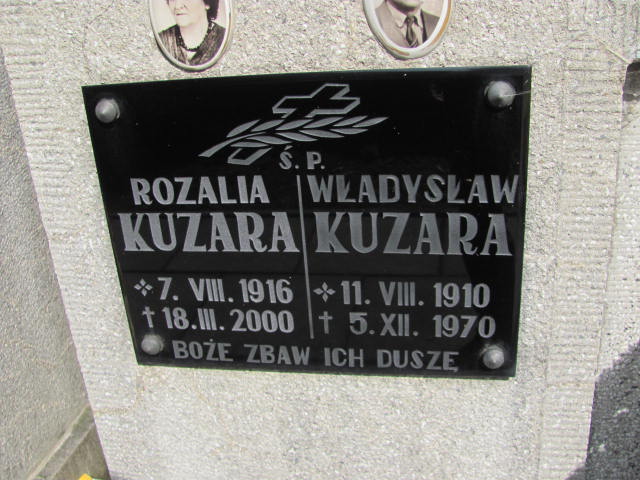 Ś. P.
ROZALIA
KUZARA
7. VIII. 1916
† 18. III. 2000
WŁADYSŁAW
KUZARA
11. VIII. 1910
† 5. XII. 1970
BOŻE ZBAW ICH DUSZĘ